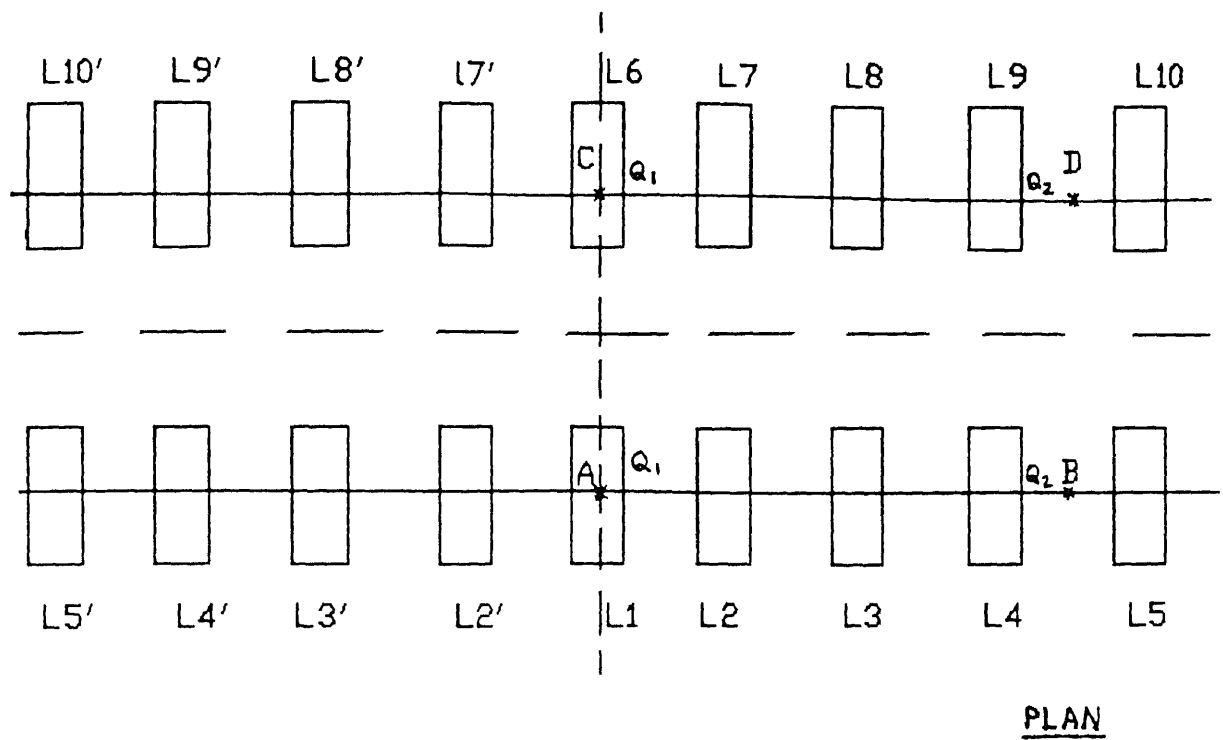 L10' L9' L8' l7' L6 L7 L8 L9 L10
C Q₁ Q₂ D
A Q₁ Q₂ B
L5' L4' L3' L2' L1 L2 L3 L4 L5
PLAN